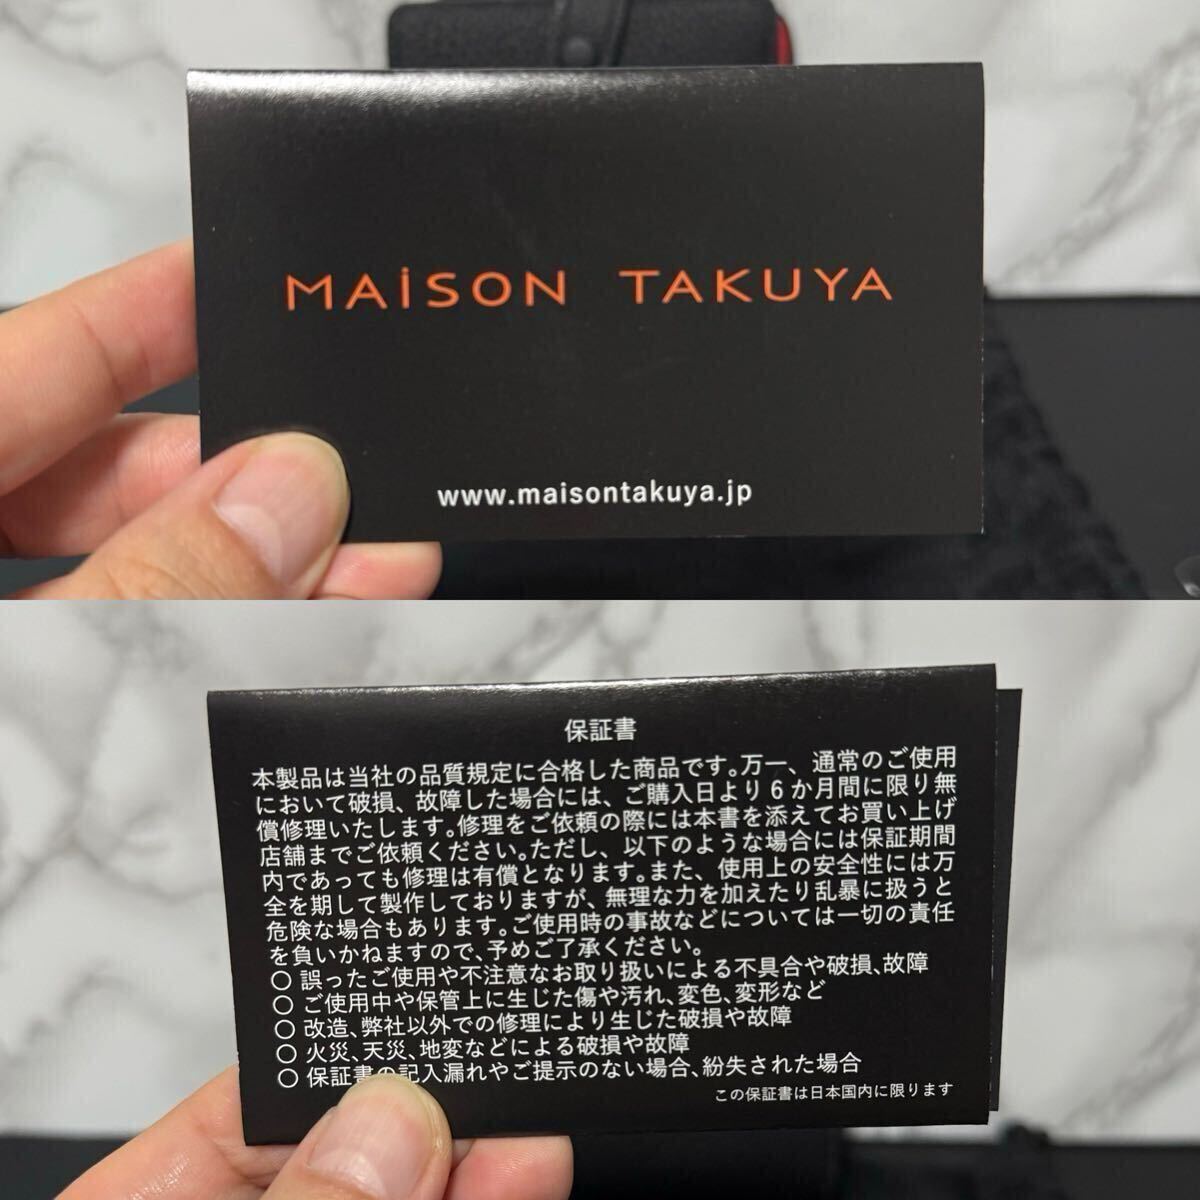 MAiSON TAKUYA
www.maisontakuya.jp
保証書
本製品は当社の品質規定に合格した商品です。万一、通常のご使用
において破損、故障した場合には、ご購入日より6か月間に限り無
償修理いたします。修理をご依頼の際には本書を添えてお買い上げ
店舗までご依頼ください。ただし、以下のような場合には保証期間
内であっても修理は有償となります。また、使用上の安全性には万
全を期して製作しておりますが、無理な力を加えたり乱暴に扱うと
危険な場合もあります。ご使用時の事故などについては一切の責任
を負いかねますので、予めご了承ください。
○ 誤ったご使用や不注意なお取り扱いによる不具合や破損、故障
○ ご使用中や保管上に生じた傷や汚れ、変色、変形など
○ 改造、弊社以外での修理により生じた破損や故障
○ 火災、天災、地変などによる破損や故障
○ 保証書の記入漏れやご提示のない場合、紛失された場合
この保証書は日本国内に限ります